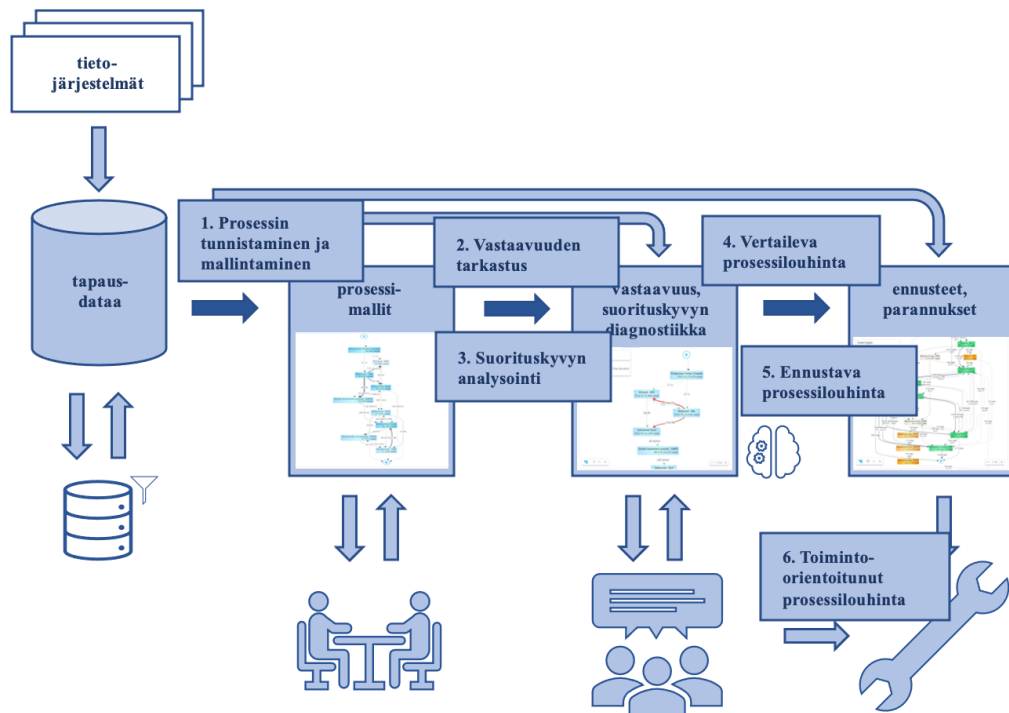 tieto-
järjestelmät
tapaus-
dataa
1. Prosessin
tunnistaminen ja
mallintaminen
prosessi-
mallit
2. Vastaavuuden
tarkastus
3. Suorituskyvyn
analysointi
vastaavuus,
suorituskyvyn
diagnostiikka
4. Vertaileva
prosessilouhinta
ennusteet,
parannukset
5. Ennustava
prosessilouhinta
6. Toiminto-
orientoitunut
prosessilouhinta